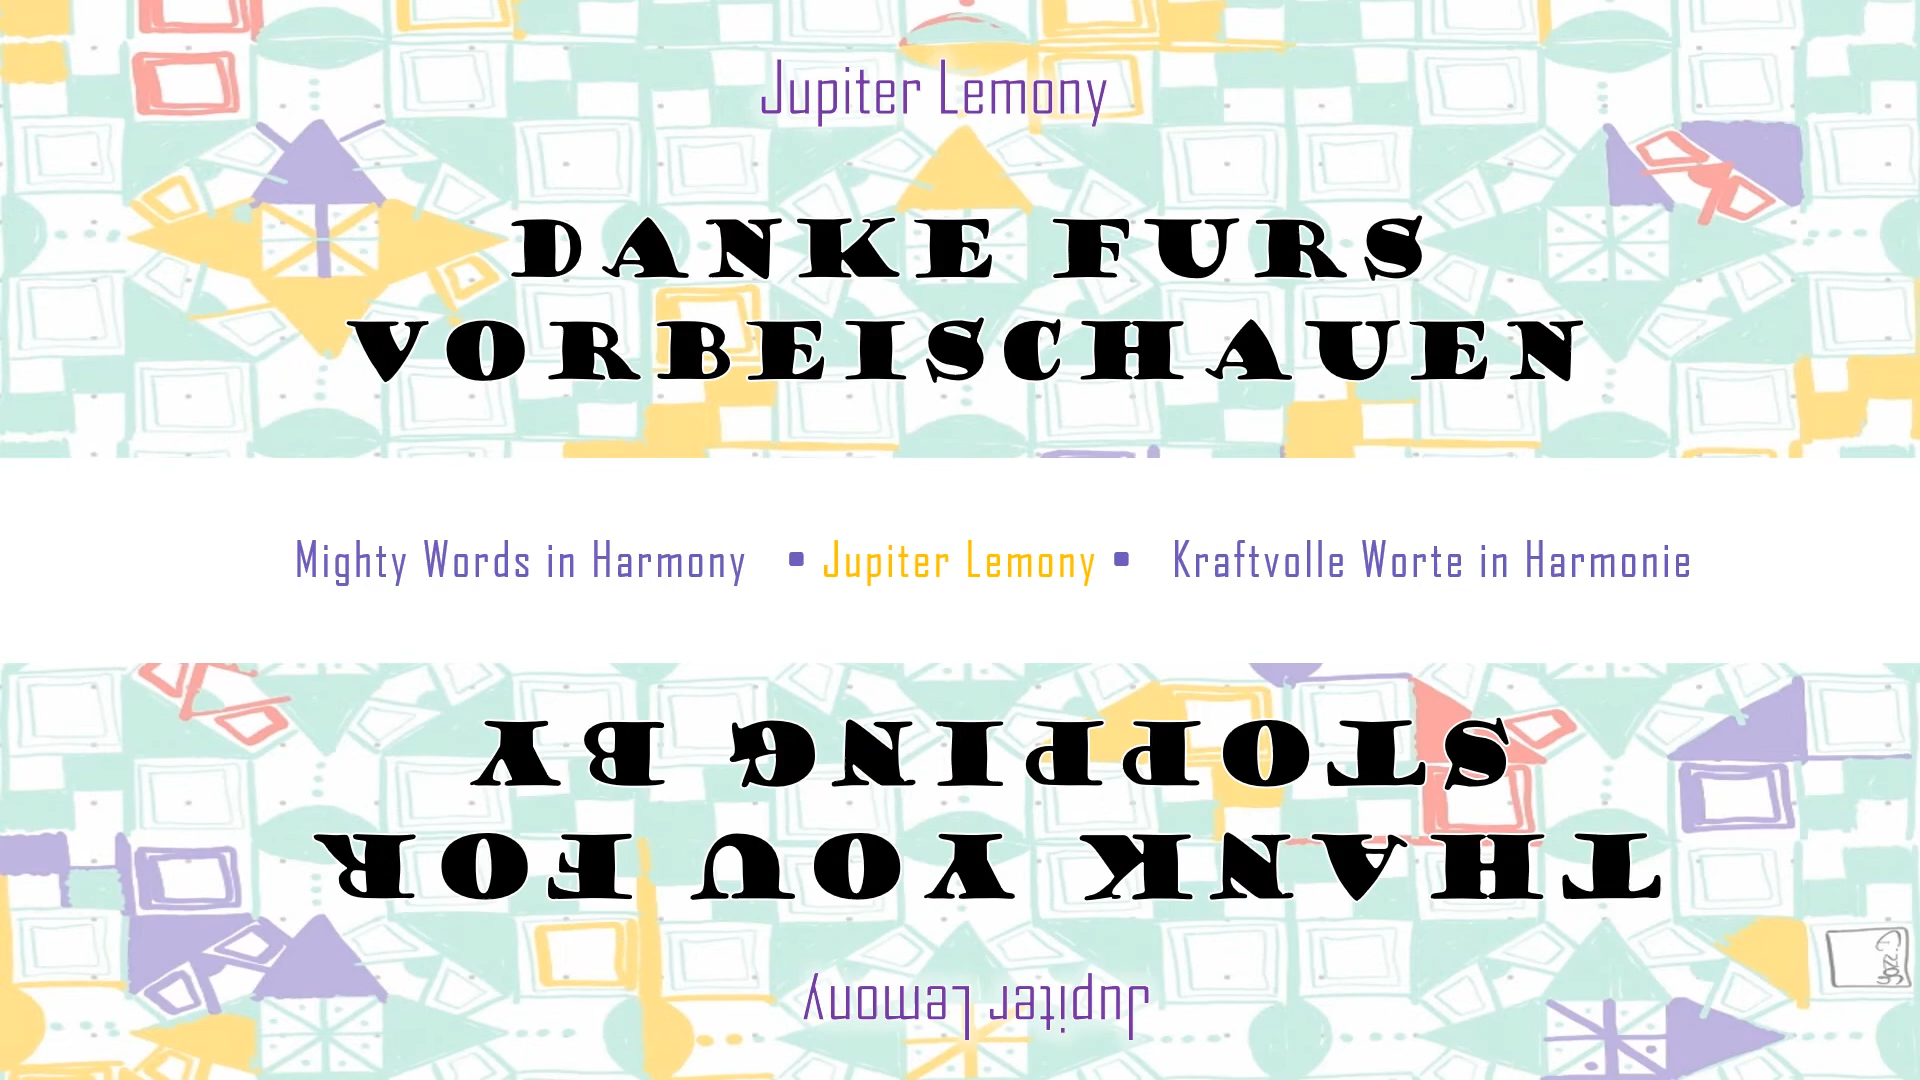 Jupiter Lemony
DANKE FURS
VORBEISCHAUEN
Mighty Words in Harmony • Jupiter Lemony • Kraftvolle Worte in Harmonie
THANK YOU FOR
STOPPING BY
Jupiter Lemony